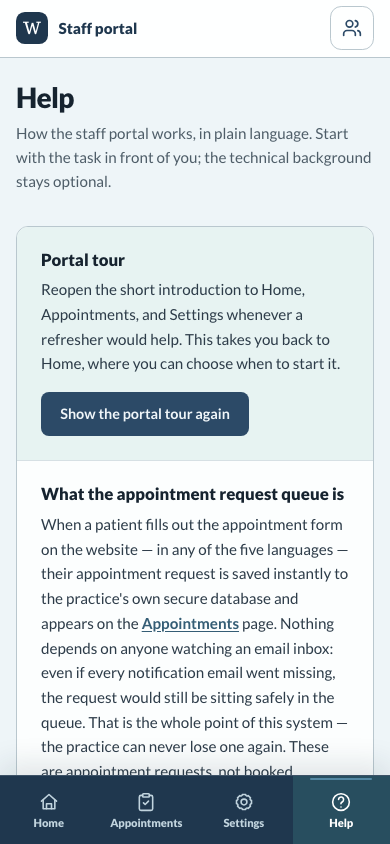 W Staff portal
Help
How the staff portal works, in plain language. Start
with the task in front of you; the technical background
stays optional.
Portal tour
Reopen the short introduction to Home,
Appointments, and Settings whenever a
refresher would help. This takes you back to
Home, where you can choose when to start it.
Show the portal tour again
What the appointment request queue is
When a patient fills out the appointment form
on the website — in any of the five languages —
their appointment request is saved instantly to
the practice's own secure database and
appears on the Appointments page. Nothing
depends on anyone watching an email inbox:
even if every notification email went missing,
the request would still be sitting safely in the
queue. That is the whole point of this system —
the practice can never lose one again. These
are appointment requests, not booked
Home
Appointments
Settings
Help